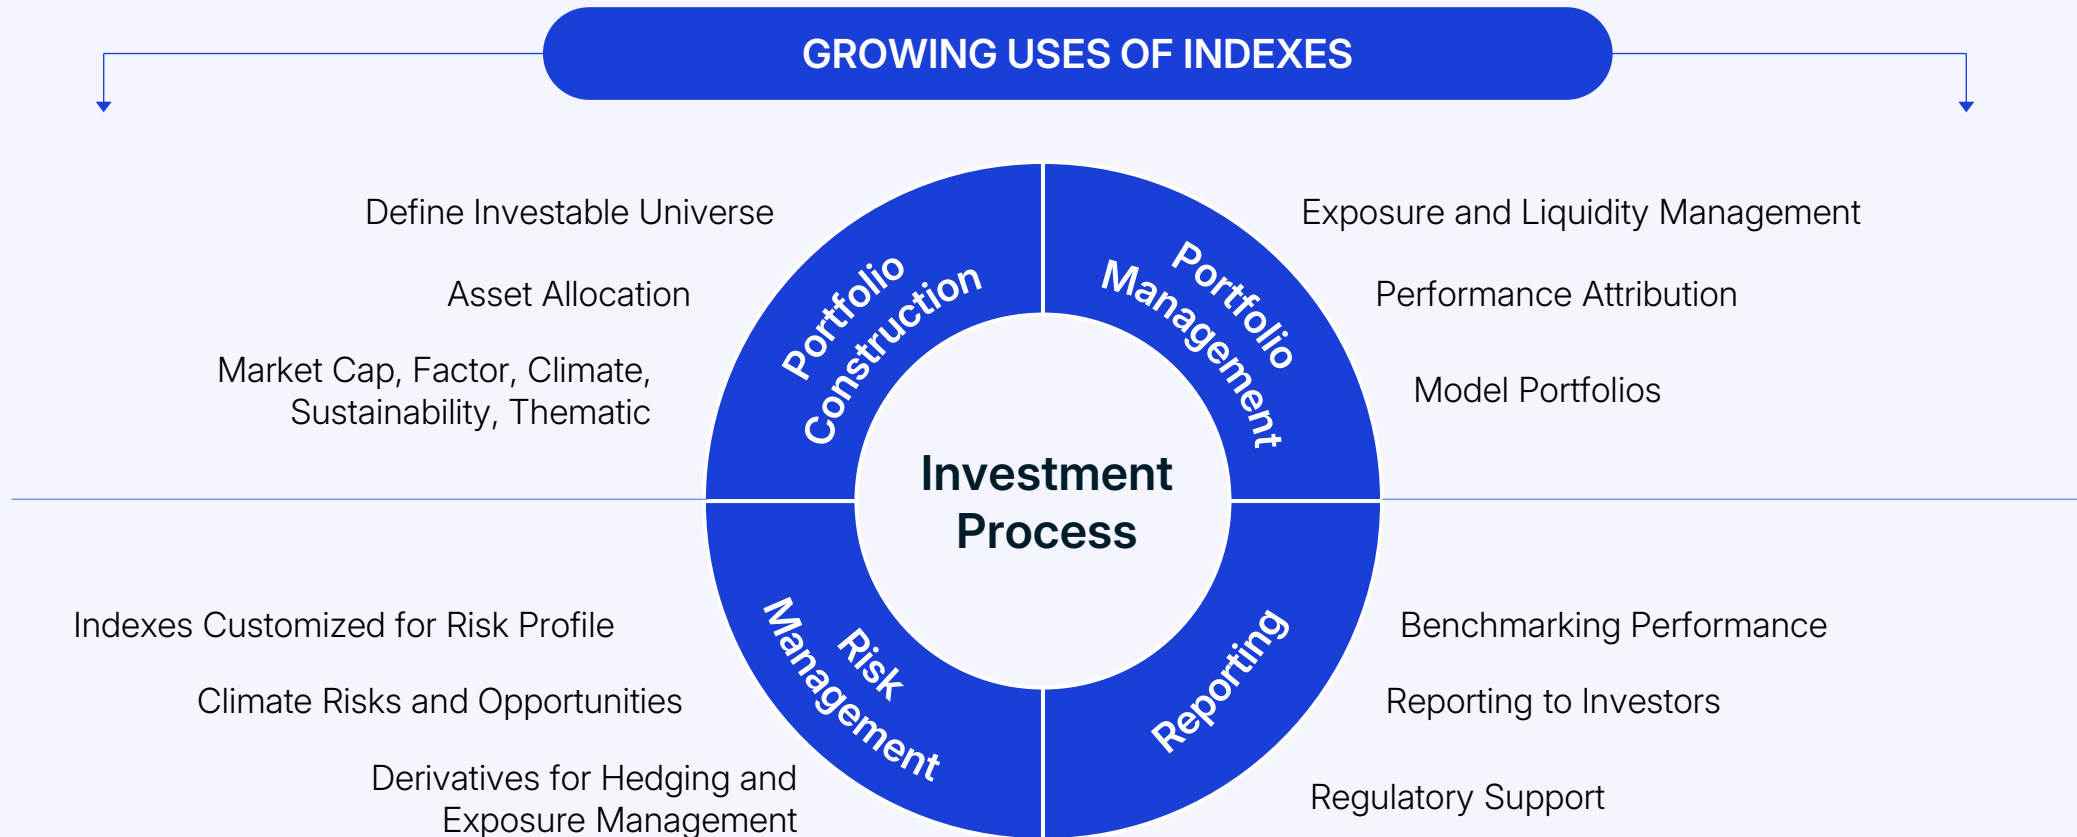 GROWING USES OF INDEXES
Define Investable Universe
Asset Allocation
Market Cap, Factor, Climate,
Sustainability, Thematic
Portfolio
Construction
Portfolio
Management
Exposure and Liquidity Management
Performance Attribution
Model Portfolios
Investment
Process
Indexes Customized for Risk Profile
Climate Risks and Opportunities
Derivatives for Hedging and
Exposure Management
Risk
Management
Reporting
Benchmarking Performance
Reporting to Investors
Regulatory Support